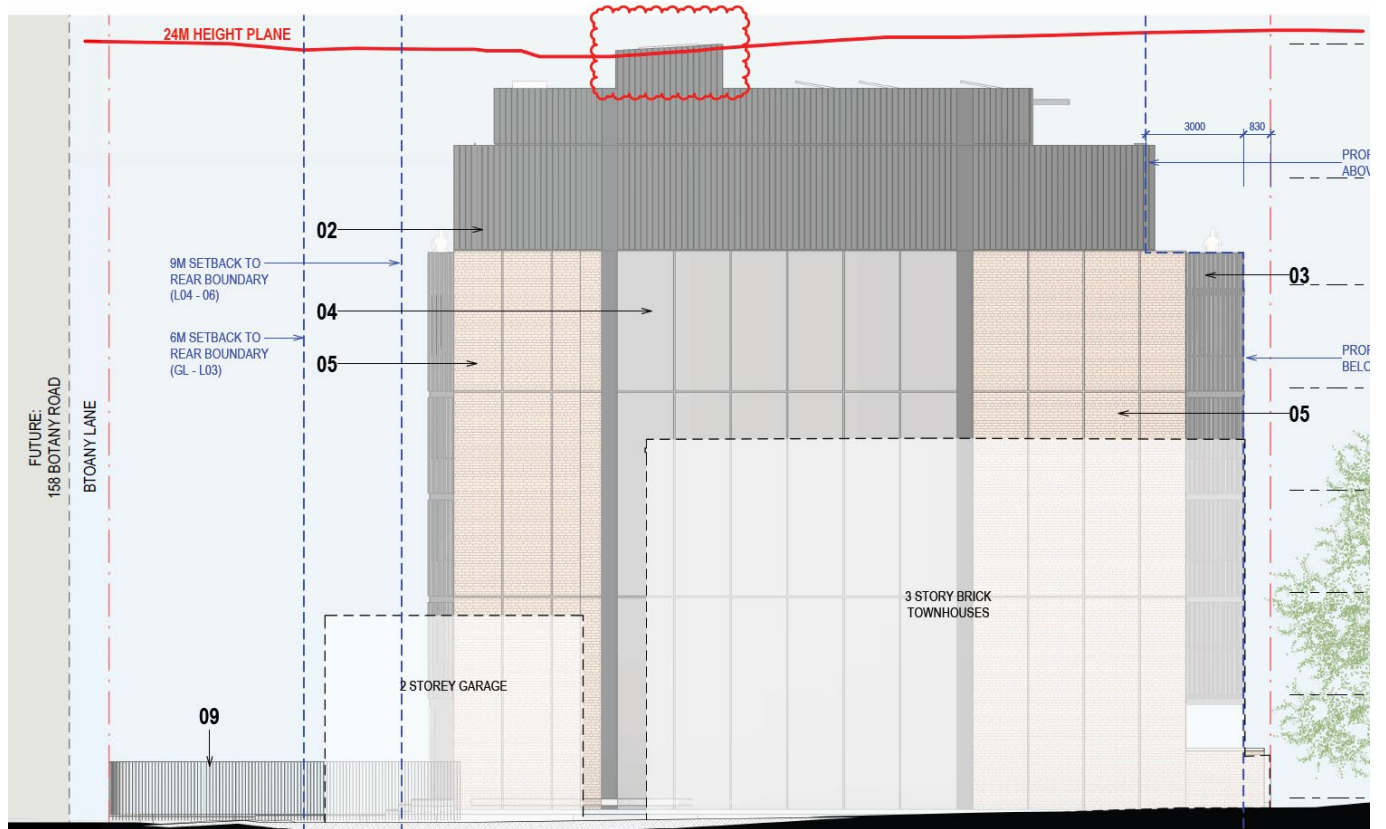 24M HEIGHT PLANE
3000
830
PROP
ABOV
02
9M SETBACK TO
REAR BOUNDARY
(L04 - 06)
03
04
6M SETBACK TO
REAR BOUNDARY
(GL - L03)
05
PROP
BELO
05
FUTURE:
158 BOTANY ROAD
BTOANY LANE
3 STORY BRICK
TOWNHOUSES
2 STOREY GARAGE
09